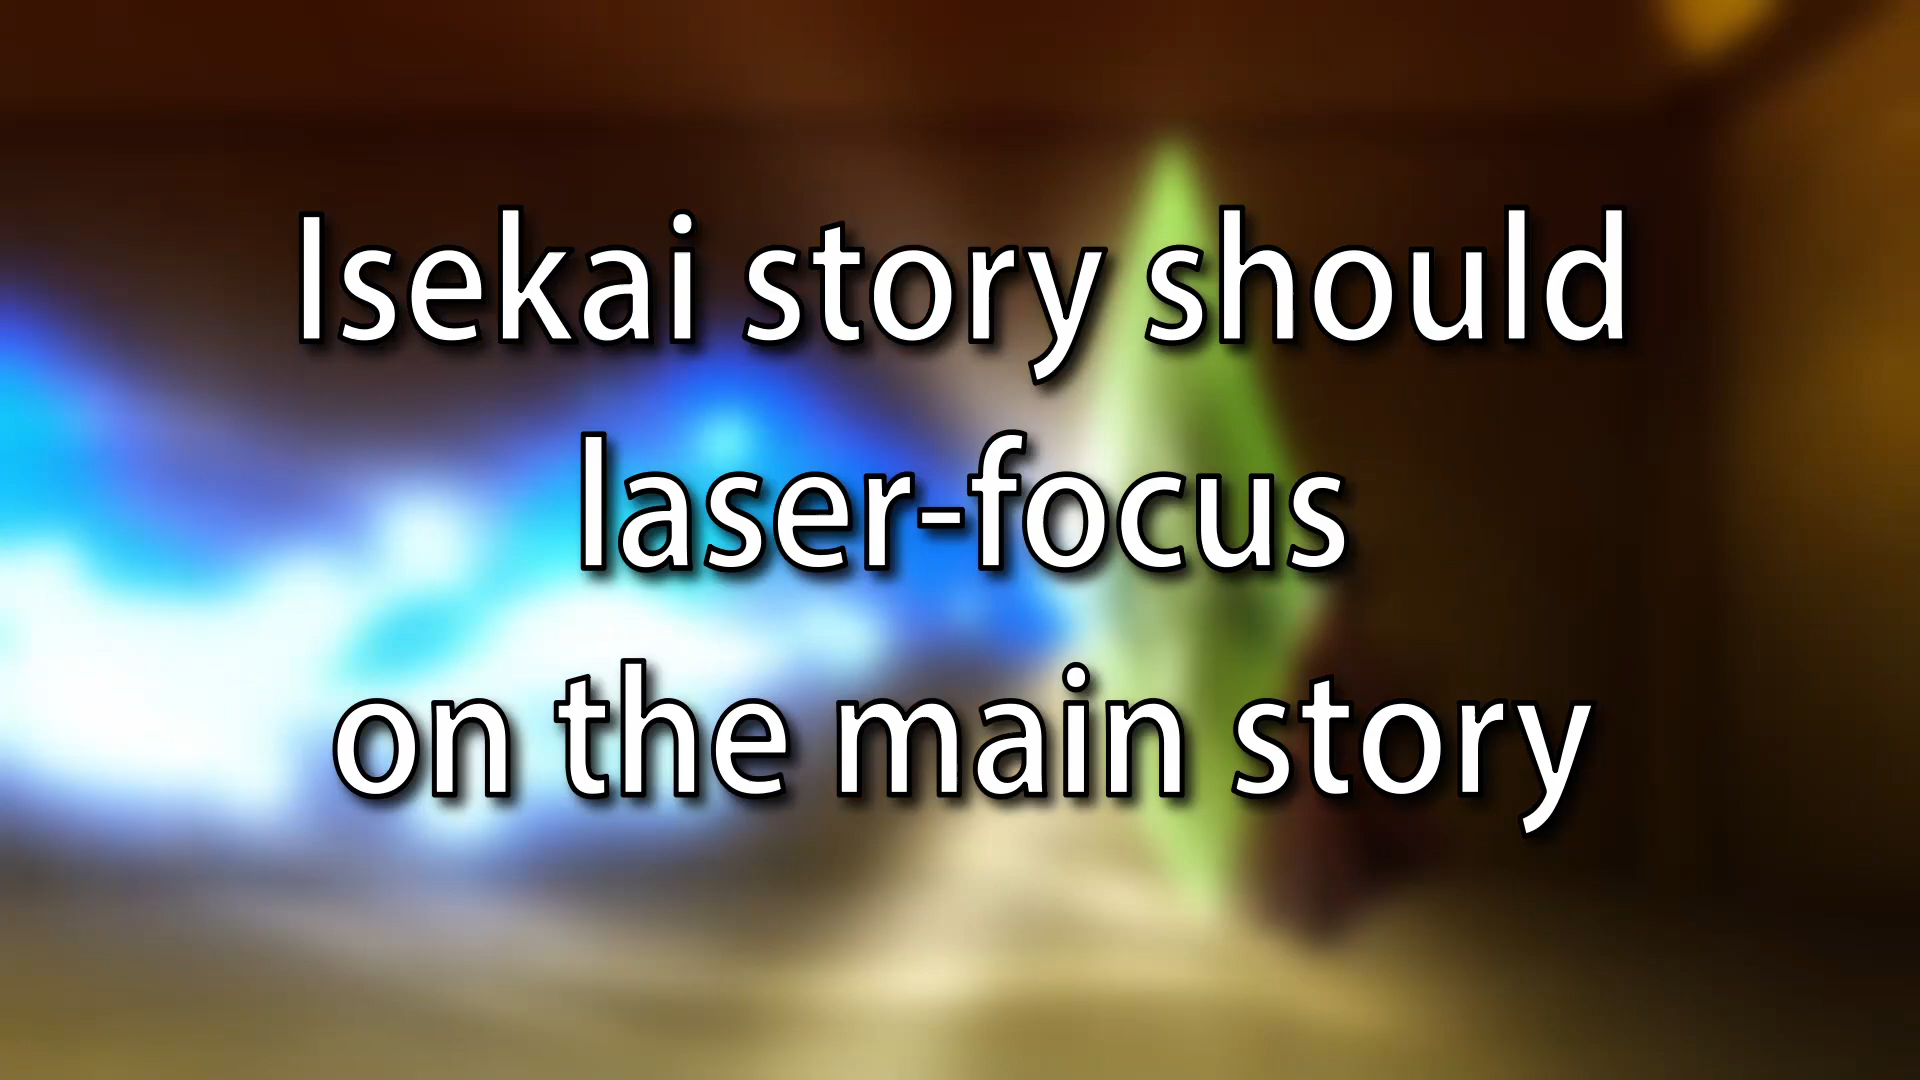 Isekai story should
laser-focus
on the main story